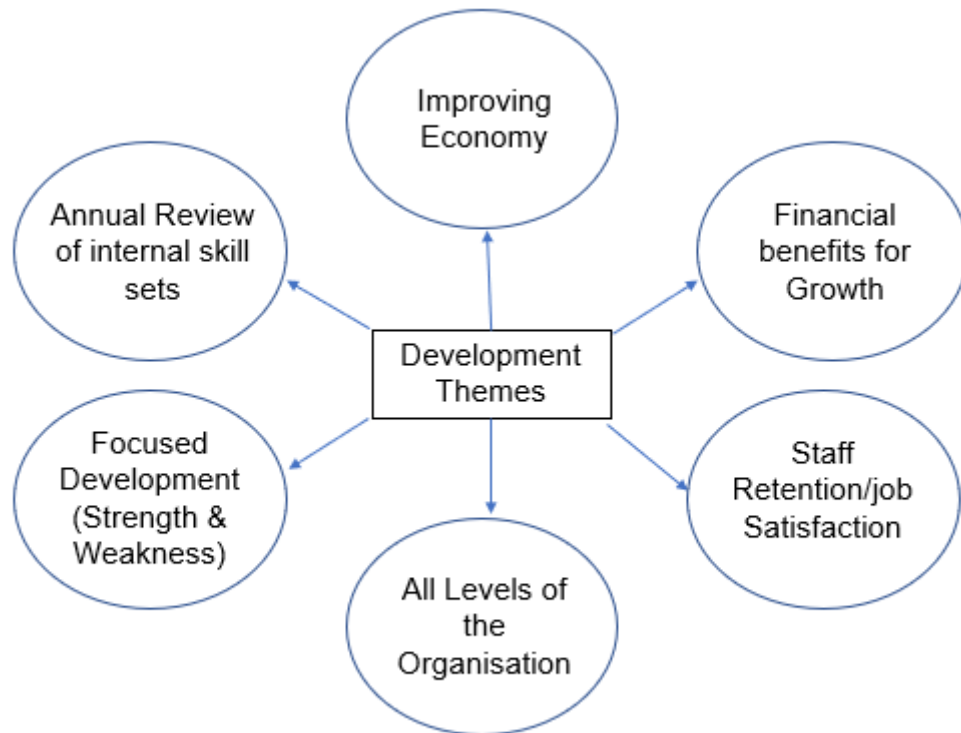 Improving
Economy
Annual Review
of internal skill
sets
Financial
benefits for
Growth
Development
Themes
Focused
Development
(Strength &
Weakness)
Staff
Retention/job
Satisfaction
All Levels of
the
Organisation